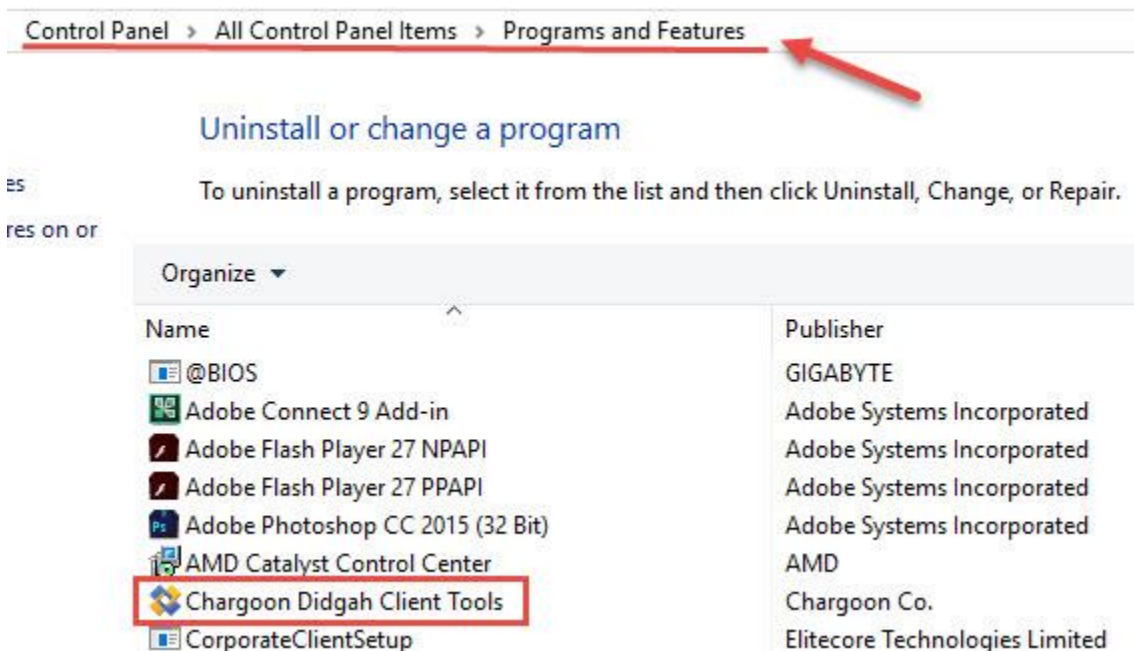 Control Panel > All Control Panel Items > Programs and Features
Uninstall or change a program
es
To uninstall a program, select it from the list and then click Uninstall, Change, or Repair.
res on or
Organize
Name Publisher
@BIOS GIGABYTE
Adobe Connect 9 Add-in Adobe Systems Incorporated
Adobe Flash Player 27 NPAPI Adobe Systems Incorporated
Adobe Flash Player 27 PPAPI Adobe Systems Incorporated
Adobe Photoshop CC 2015 (32 Bit) Adobe Systems Incorporated
AMD Catalyst Control Center AMD
Chargoon Didgah Client Tools Chargoon Co.
CorporateClientSetup Elitecore Technologies Limited